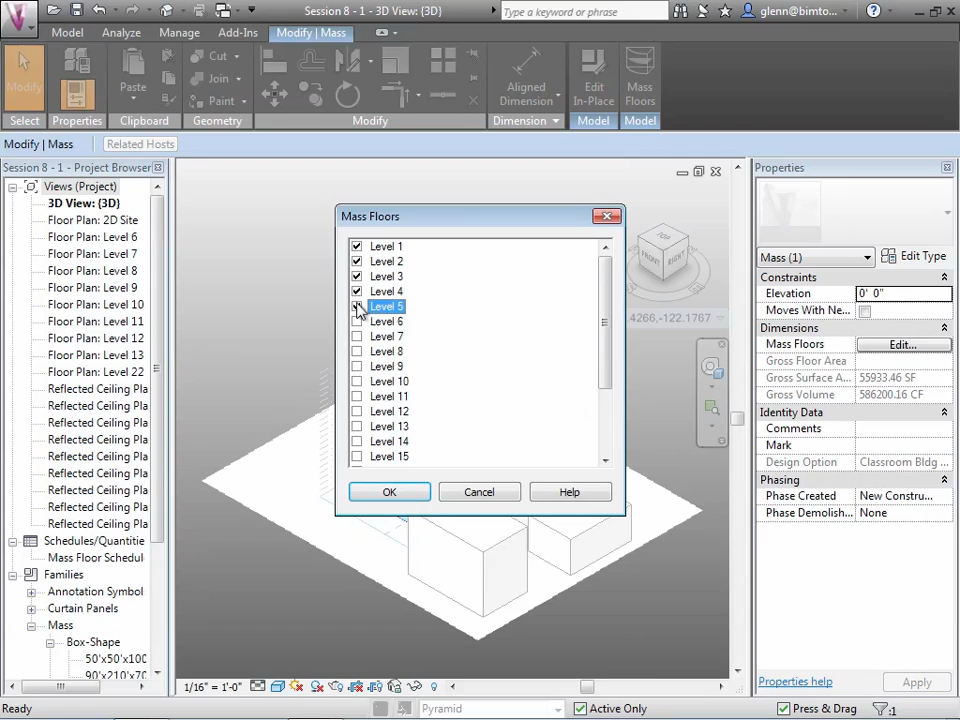 Session 8 - 1 - 3D View: {3D}
Type a keyword or phrase
glenn@bimto...
Model
Analyze
Manage
Add-Ins
Modify | Mass
Modify
Paste
Cut
Join
Paint
Aligned
Dimension
Edit
In-Place
Mass
Floors
Select
Properties
Clipboard
Geometry
Modify
Dimension
Model
Model
Modify | Mass
Related Hosts
Session 8 - 1 - Project Browser
Views (Project)
3D View: {3D}
Floor Plan: 2D Site
Floor Plan: Level 6
Floor Plan: Level 7
Floor Plan: Level 8
Floor Plan: Level 9
Floor Plan: Level 10
Floor Plan: Level 11
Floor Plan: Level 12
Floor Plan: Level 13
Floor Plan: Level 22
Reflected Ceiling Pla
Reflected Ceiling Pla
Reflected Ceiling Pla
Reflected Ceiling Pla
Reflected Ceiling Pla
Reflected Ceiling Pla
Reflected Ceiling Pla
Reflected Ceiling Pla
Reflected Ceiling Pla
Schedules/Quantitie
Mass Floor Schedul
Families
Annotation Symbol
Curtain Panels
Mass
Box-Shape
50'x50'x100
90'x210'x70
Mass Floors
Level 1
Level 2
Level 3
Level 4
Level 5
Level 6
Level 7
Level 8
Level 9
Level 10
Level 11
Level 12
Level 13
Level 14
Level 15
OK
Cancel
Help
TOP
FRONT
RIGHT
.4266,-122.1767
Properties
Mass (1)
Edit Type
Constraints
Elevation
0' 0"
Moves With Ne...
Dimensions
Mass Floors
Edit...
Gross Floor Area
Gross Surface A...
55933.46 SF
Gross Volume
586200.16 CF
Identity Data
Comments
Mark
Design Option
Classroom Bldg ...
Phasing
Phase Created
New Constru...
Phase Demolish...
None
Properties help
Apply
1/16" = 1'-0"
Ready
Pyramid
Active Only
Press & Drag
:1